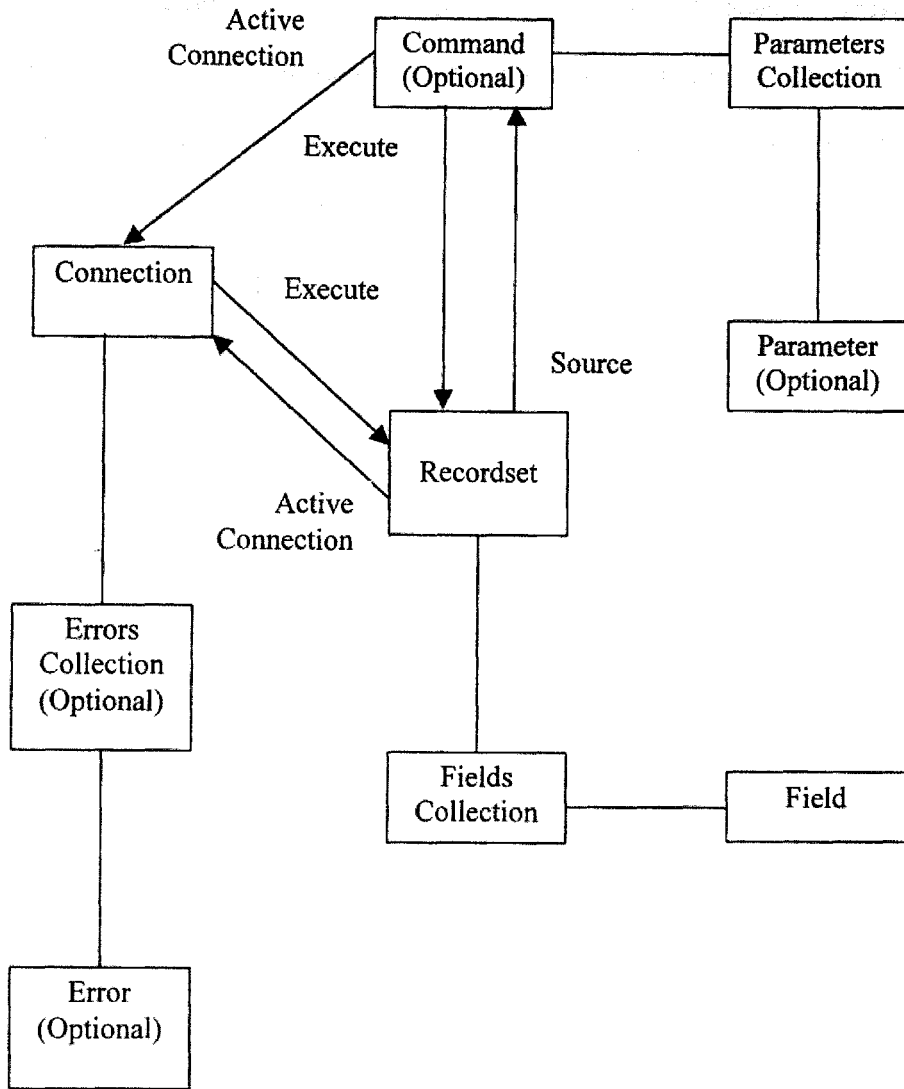 Active
Connection
Command
(Optional)
Parameters
Collection
Execute
Connection
Execute
Source
Parameter
(Optional)
Recordset
Active
Connection
Errors
Collection
(Optional)
Fields
Collection
Field
Error
(Optional)